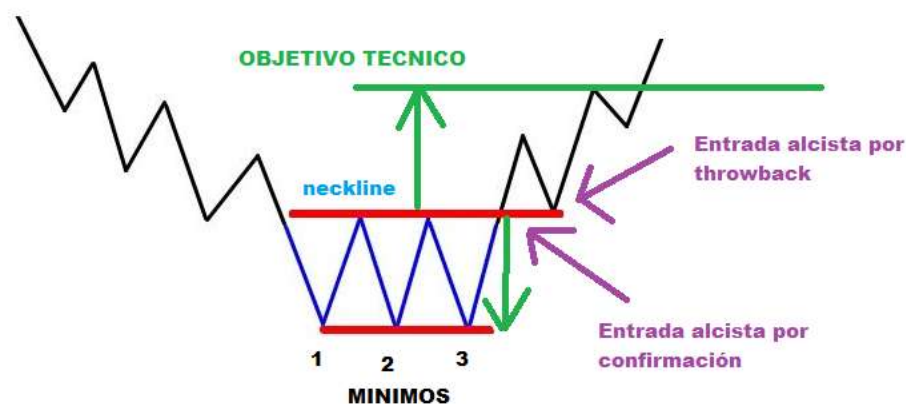 OBJETIVO TECNICO
Entrada alcista por
throwback
neckline
Entrada alcista por
confirmación
1 2 3
MINIMOS